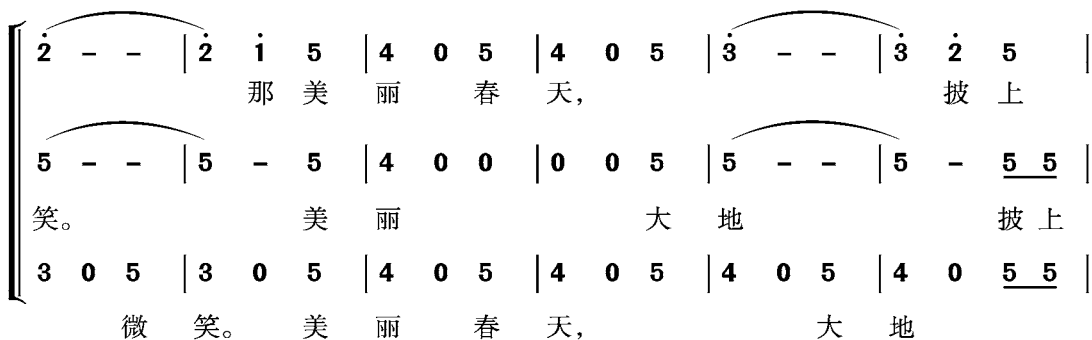 2̇ – – | 2̇ 1̇ 5 | 4 0 5 | 4 0 5 | 3̇ – – | 3̇ 2̇ 5 |
那 美 丽 春 天， 披 上
5 – – | 5 – 5 | 4 0 0 | 0 0 5 | 5 – – | 5 – 5 5 |
笑。 美 丽 大 地 披 上
3 0 5 | 3 0 5 | 4 0 5 | 4 0 5 | 4 0 5 | 4 0 5 5 |
微 笑。 美 丽 春 天， 大 地